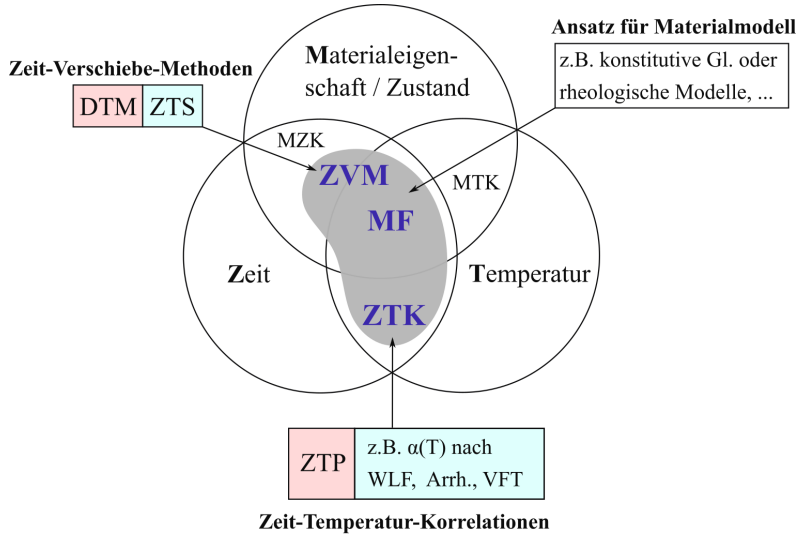 Ansatz für Materialmodell
z.B. konstitutive Gl. oder
rheologische Modelle, ...
Materialeigen-
schaft / Zustand
Zeit-Verschiebe-Methoden
DTM ZTS
MZK
ZVM
MTK
MF
Zeit
Temperatur
ZTK
ZTP
z.B. α(T) nach
WLF, Arrh., VFT
Zeit-Temperatur-Korrelationen